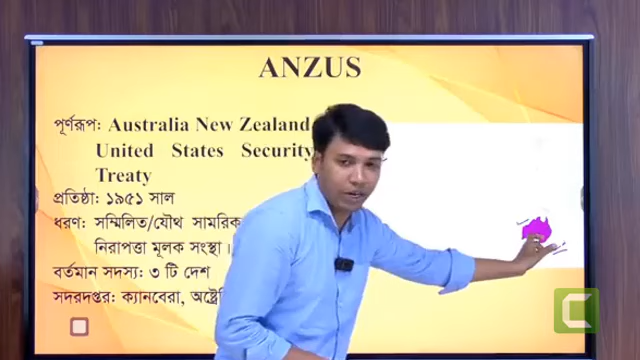 ANZUS
পূর্ণরূপ: Australia New Zealand
United States Security
Treaty
প্রতিষ্ঠা: ১৯৫১ সাল
ধরণ: সম্মিলিত/যৌথ সামরিক
নিরাপত্তা মূলক সংস্থা।
বর্তমান সদস্য: ৩ টি দেশ
সদরদপ্তর: ক্যানবেরা,